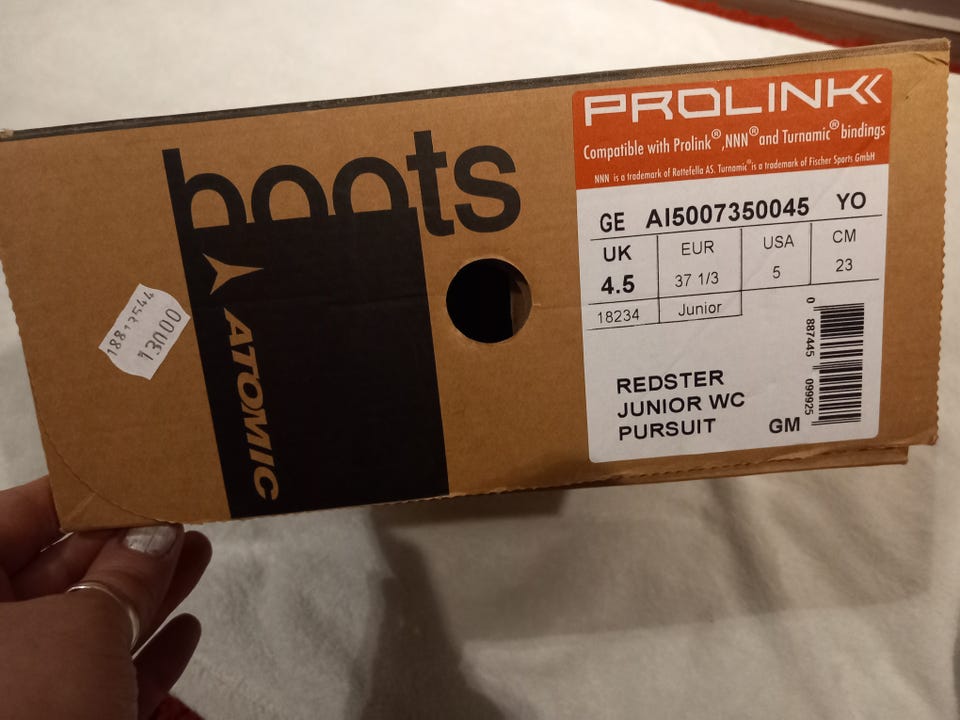 boots
ATOMIC
18817544
13000
PROLINK
Compatible with Prolink®, NNN® and Turnamic® bindings
NNN is a trademark of Rottefella AS. Turnamic® is a trademark of Fischer Sports GmbH
GE AI5007350045 YO
UK EUR USA CM
4.5 37 1/3 5 23
18234 Junior
REDSTER
JUNIOR WC
PURSUIT GM
0 887445 099925